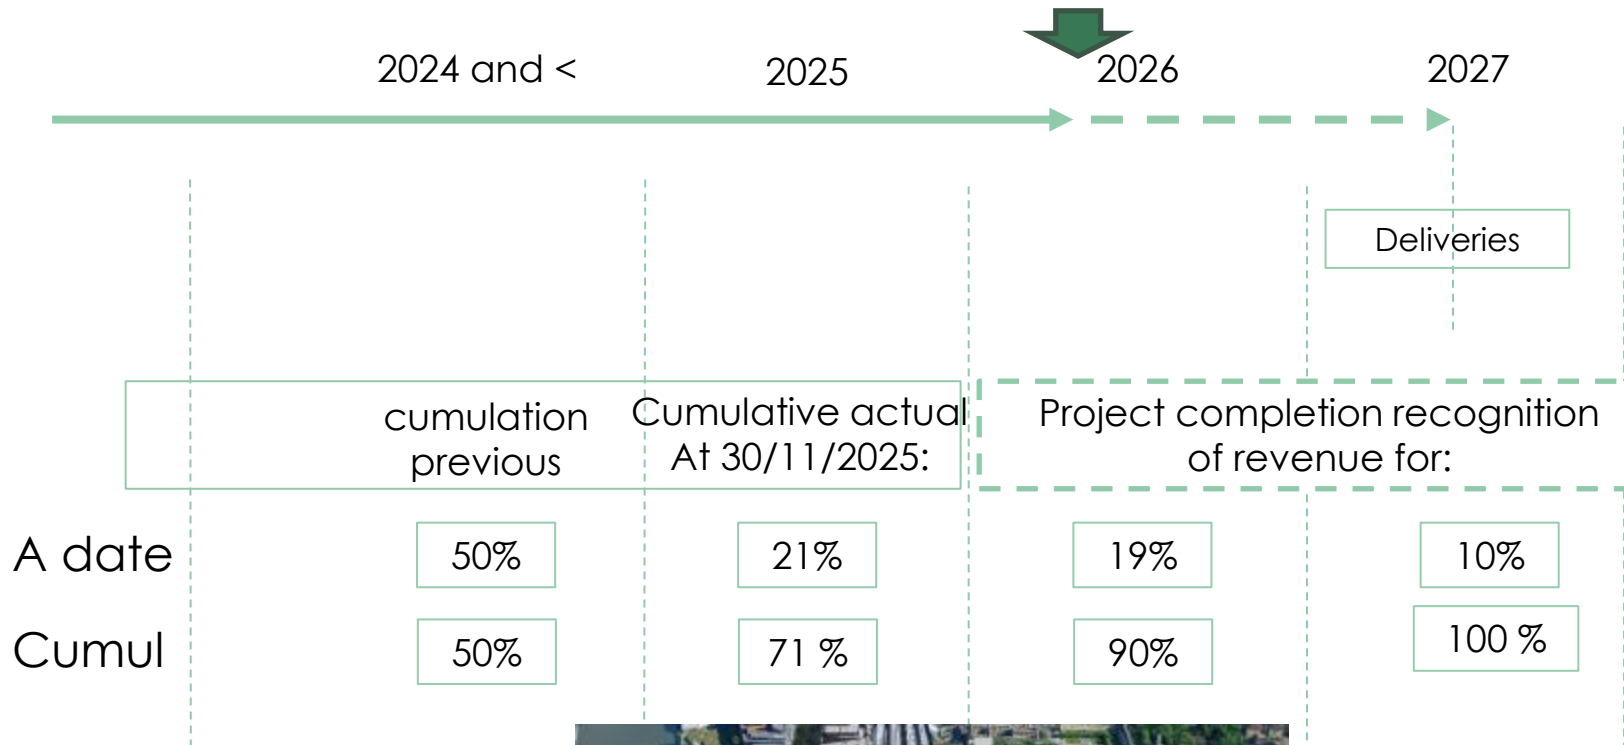 2024 and <
2025
2026
2027
Deliveries
cumulation
previous
Cumulative actual
At 30/11/2025:
Project completion recognition
of revenue for:
A date
50%
21%
19%
10%
Cumul
50%
71 %
90%
100 %